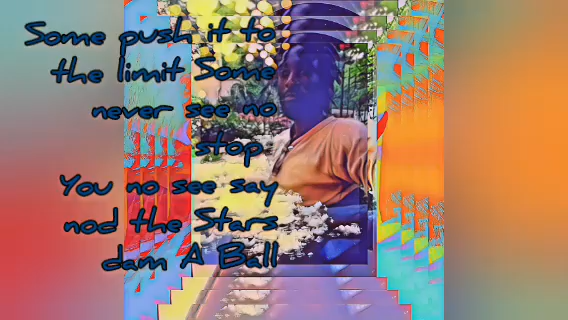 Some push it to
the limit Some
never see no
stop.
You no see say
nod the Stars
dam A Ball